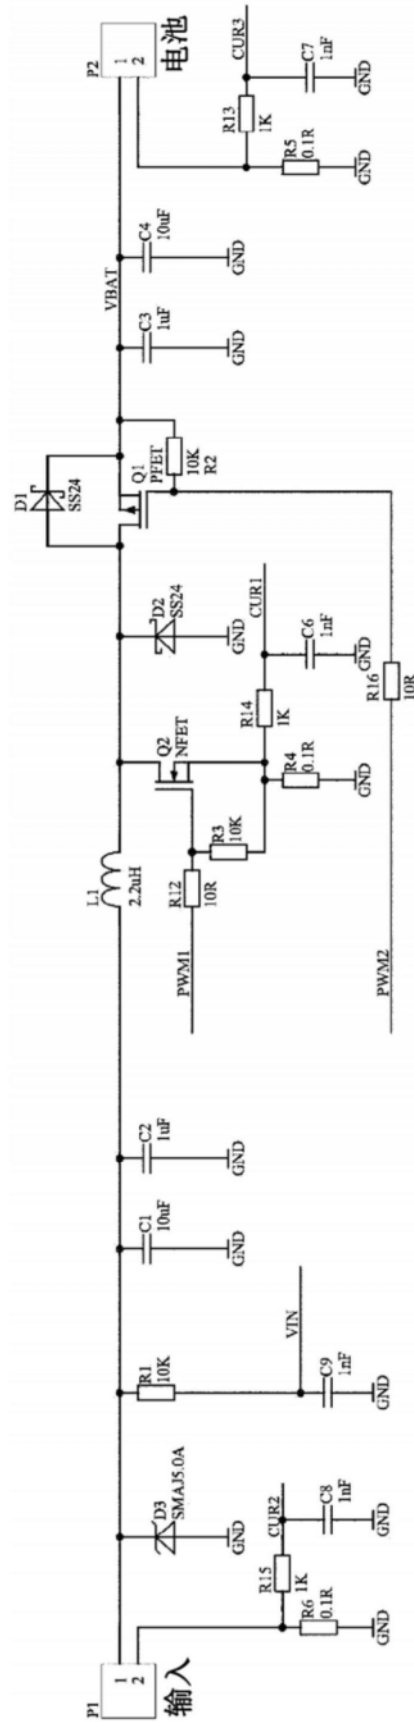 P1
1
2
输入
D3
SMAJ5.0A
GND
R15
1K
CUR2
R6
0.1R
GND
C8
1nF
GND
R1
10K
VIN
C9
1nF
GND
C1
10uF
GND
C2
1uF
GND
L1
2.2uH
PWM1
R12
10R
R3
10K
Q2
NFET
R14
1K
CUR1
R4
0.1R
GND
C6
1nF
GND
PWM2
R16
10R
D2
SS24
GND
D1
SS24
Q1
PFET
10K
R2
C3
1uF
GND
VBAT
C4
10uF
GND
P2
1
2
电池
R13
1K
CUR3
R5
0.1R
GND
C7
1nF
GND